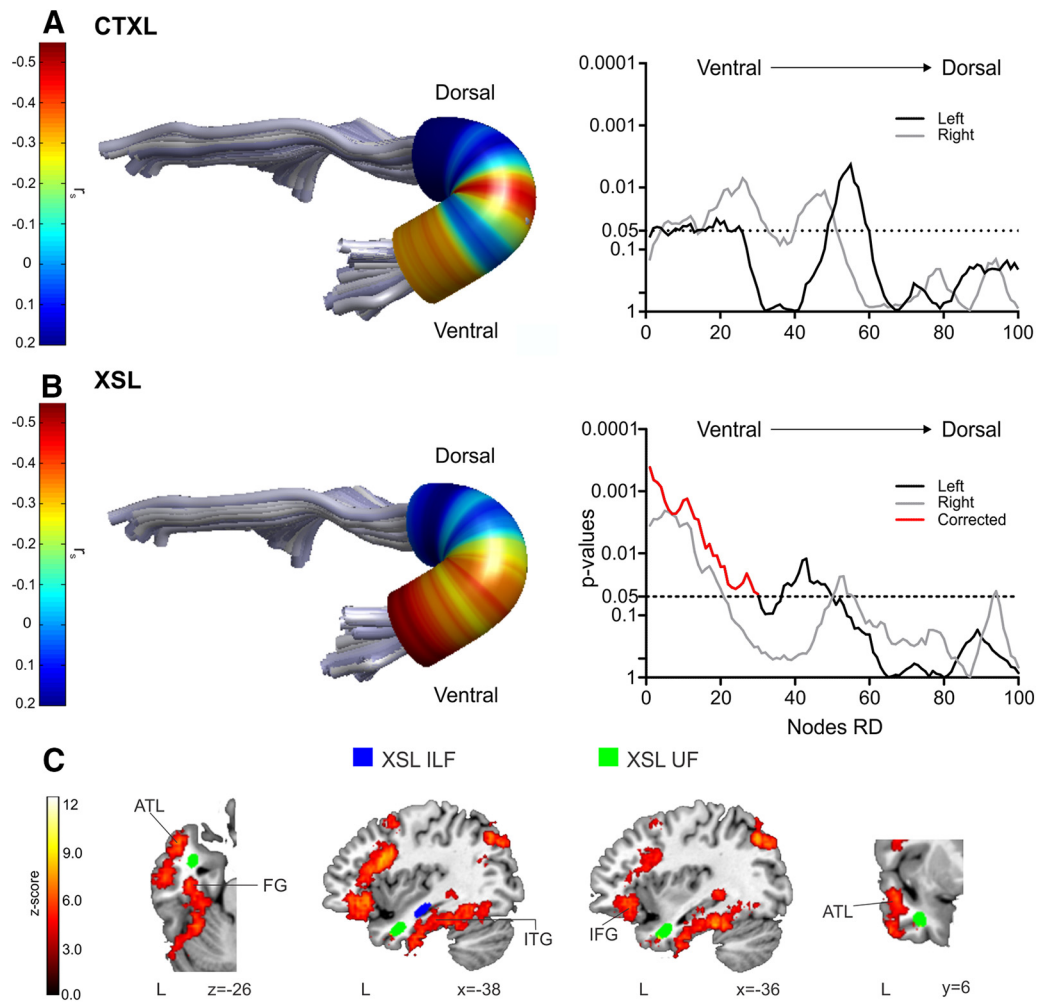 A
CTXL
-0.5
-0.4
-0.3
-0.2
-0.1
0
0.1
0.2
rs
Dorsal
Ventral
0.0001
0.001
0.01
0.05
0.1
1
Ventral Dorsal
Left
Right
0 20 40 60 80 100
B
XSL
-0.5
-0.4
-0.3
-0.2
-0.1
0
0.1
0.2
rs
Dorsal
Ventral
p-values
0.0001
0.001
0.01
0.05
0.1
1
Ventral Dorsal
Left
Right
Corrected
0 20 40 60 80 100
Nodes RD
C
XSL ILF
XSL UF
z-score
12
9.0
6.0
3.0
0.0
ATL
FG
L z=-26
ITG
L x=-38
IFG
L x=-36
ATL
L y=6